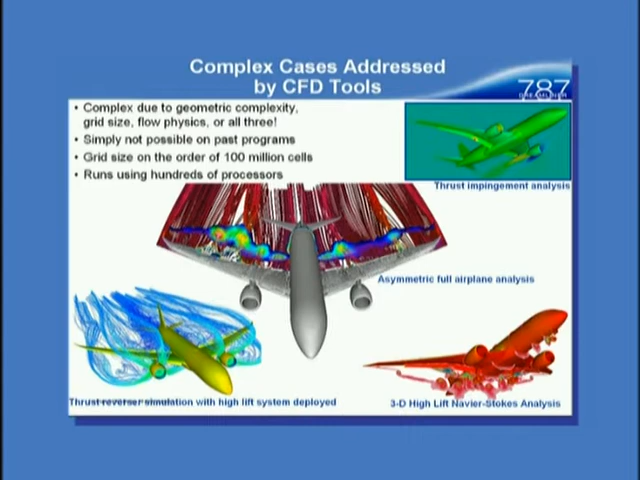 Complex Cases Addressed
by CFD Tools
787
DREAMLINER
• Complex due to geometric complexity,
grid size, flow physics, or all three!
• Simply not possible on past programs
• Grid size on the order of 100 million cells
• Runs using hundreds of processors
Thrust impingement analysis
Asymmetric full airplane analysis
Thrust reverser simulation with high lift system deployed
3-D High Lift Navier-Stokes Analysis